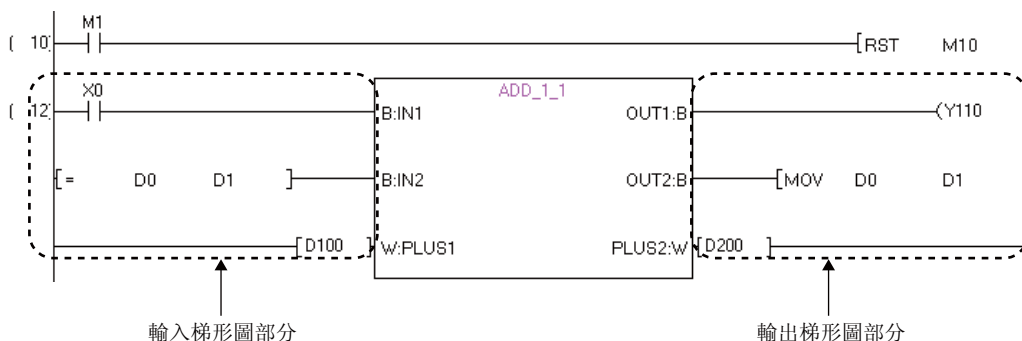 M1
( 10) RST M10
X0 ADD_1_1
( 12) B:IN1 OUT1:B (Y110
[= D0 D1 ] B:IN2 OUT2:B [MOV D0 D1
[D100 ] W:PLUS1 PLUS2:W [D200 ]
輸入梯形圖部分 輸出梯形圖部分